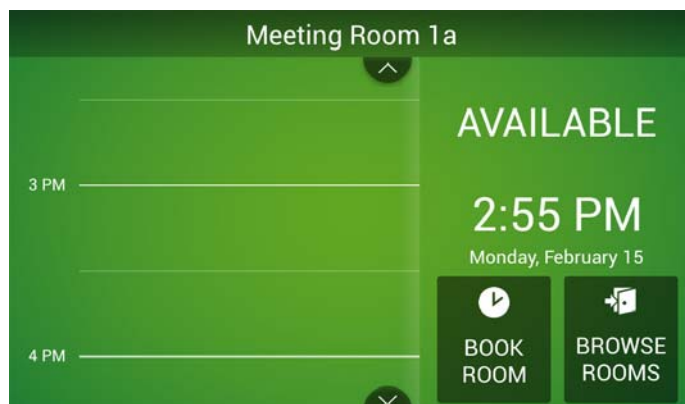 Meeting Room 1a
AVAILABLE
3 PM
2:55 PM
Monday, February 15
4 PM
BOOK
ROOM
BROWSE
ROOMS